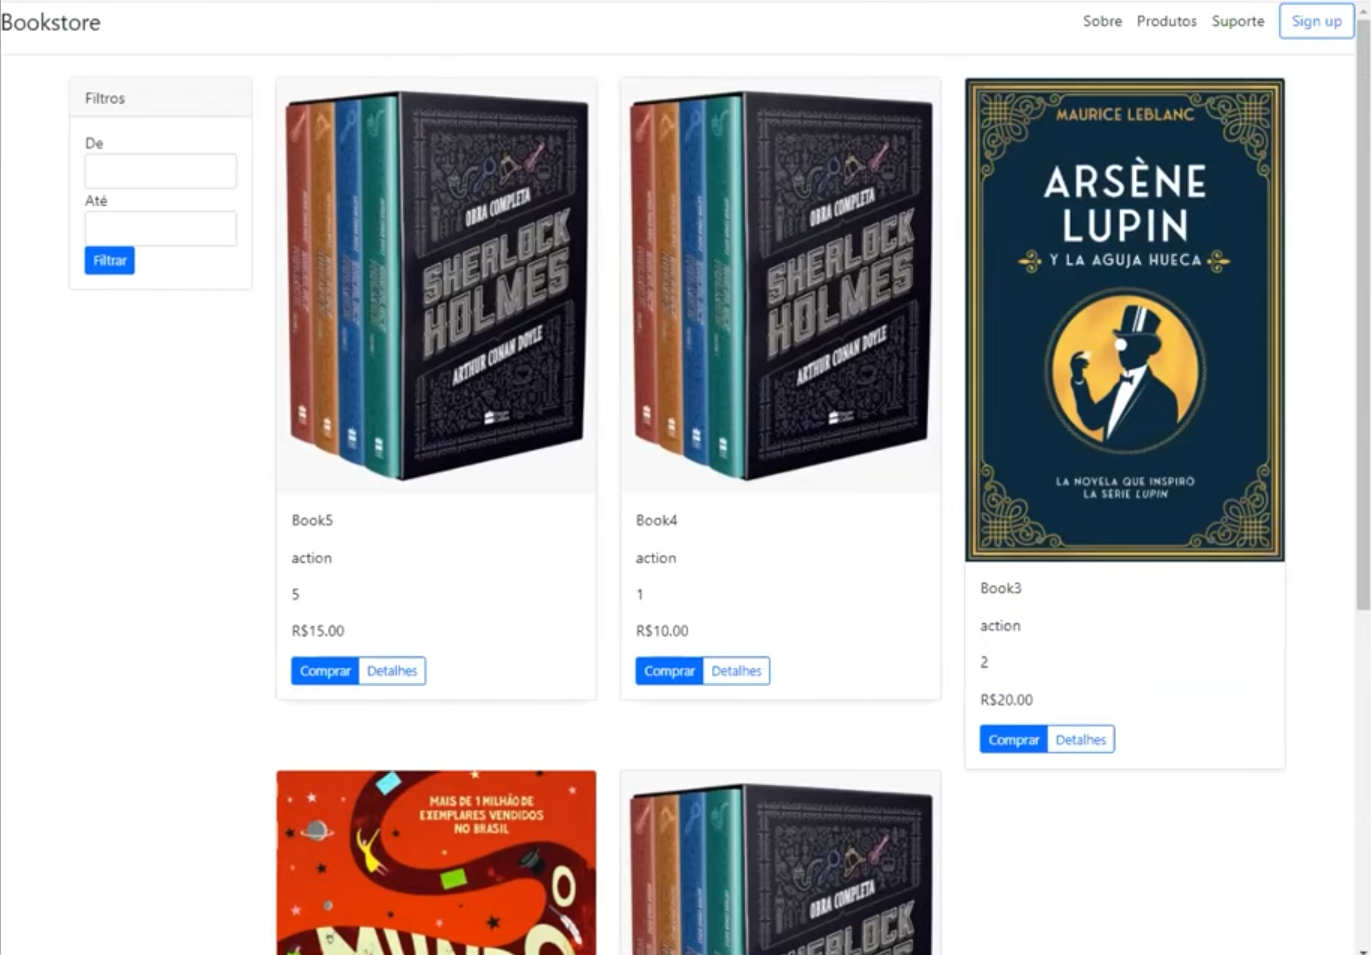 Bookstore
Sobre Produtos Suporte Sign up
Filtros
De
Até
Filtrar
OBRA COMPLETA
SHERLOCK
HOLMES
ARTHUR CONAN DOYLE
Book5
action
5
R$15.00
Comprar Detalhes
OBRA COMPLETA
SHERLOCK
HOLMES
ARTHUR CONAN DOYLE
Book4
action
1
R$10.00
Comprar Detalhes
MAURICE LEBLANC
ARSÈNE
LUPIN
Y LA AGUJA HUECA
LA NOVELA QUE INSPIRÓ
LA SERIE LUPIN
Book3
action
2
R$20.00
Comprar Detalhes
MAIS DE 1 MILHÃO DE
EXEMPLARES VENDIDOS
NO BRASIL
O
MUNDO
OBRA COMPLETA
SHERLOCK